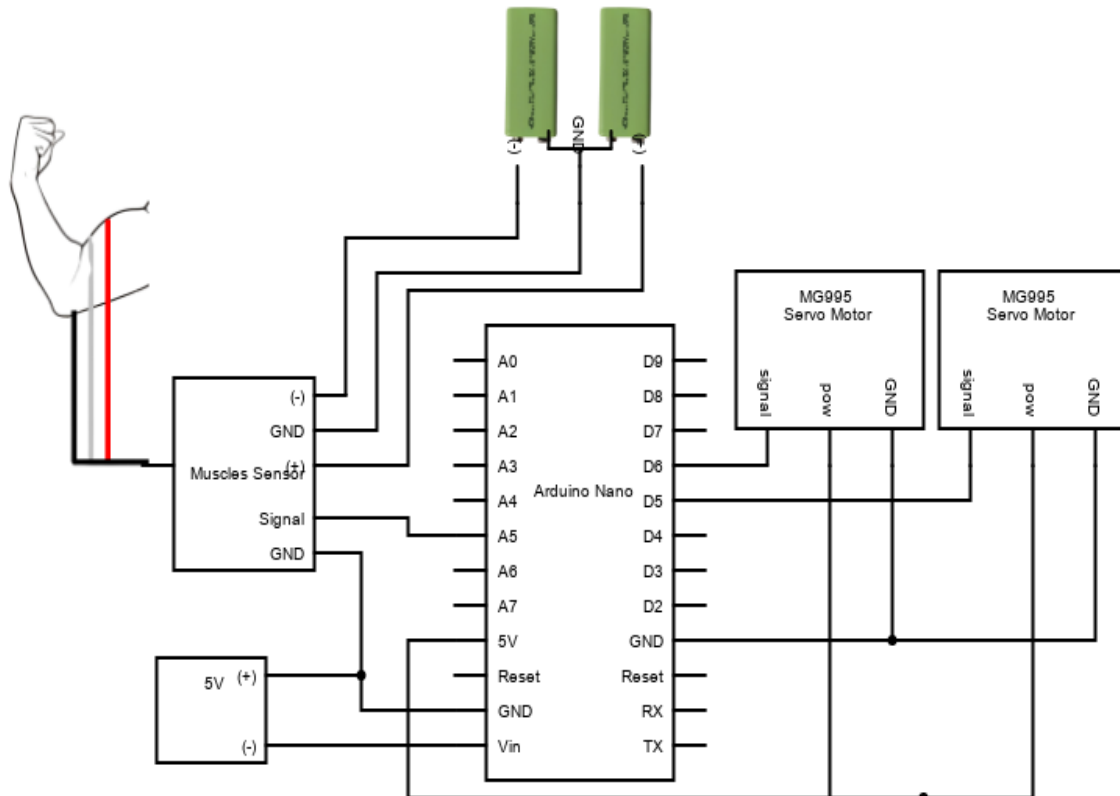 (-)
GND
MG995
Servo Motor
signal
pow
GND
MG995
Servo Motor
signal
pow
GND
(-)
GND
(+)
Muscles Sensor
Signal
GND
5V
(+)
(-)
Arduino Nano
A0
A1
A2
A3
A4
A5
A6
A7
5V
Reset
GND
Vin
D9
D8
D7
D6
D5
D4
D3
D2
GND
Reset
RX
TX